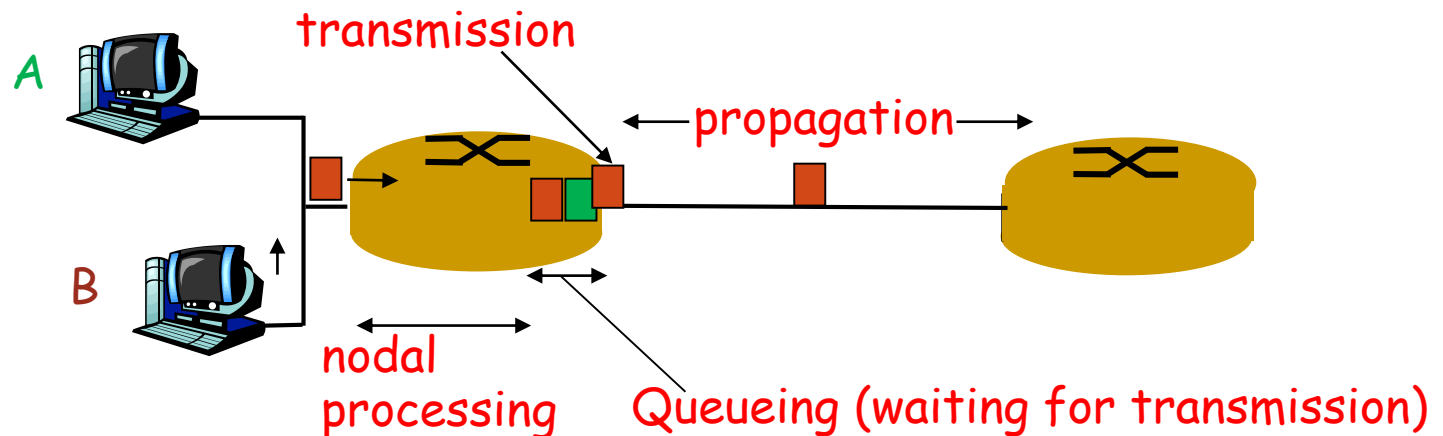 transmission
A
propagation
B
nodal
processing
Queueing (waiting for transmission)